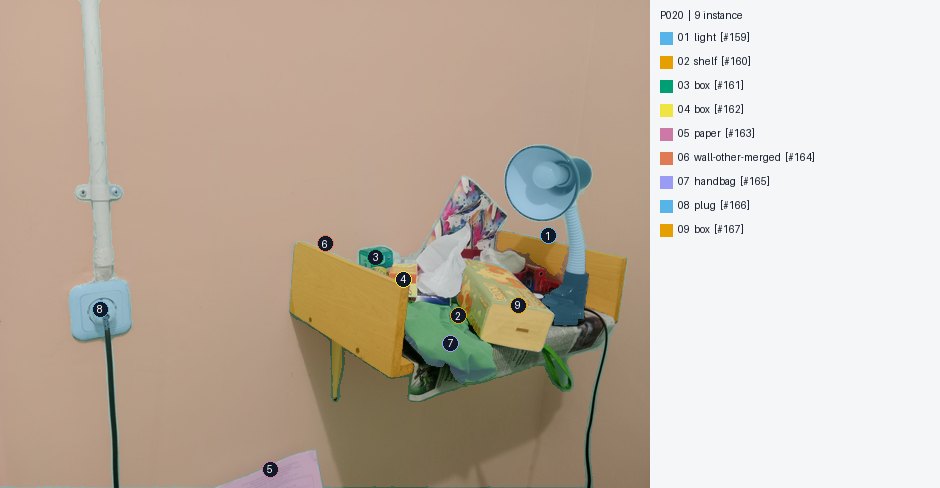 P020 | 9 instance
01 light [#159]
02 shelf [#160]
03 box [#161]
04 box [#162]
05 paper [#163]
06 wall-other-merged [#164]
07 handbag [#165]
08 plug [#166]
09 box [#167]
1
6
3
4
8
9
2
7
5